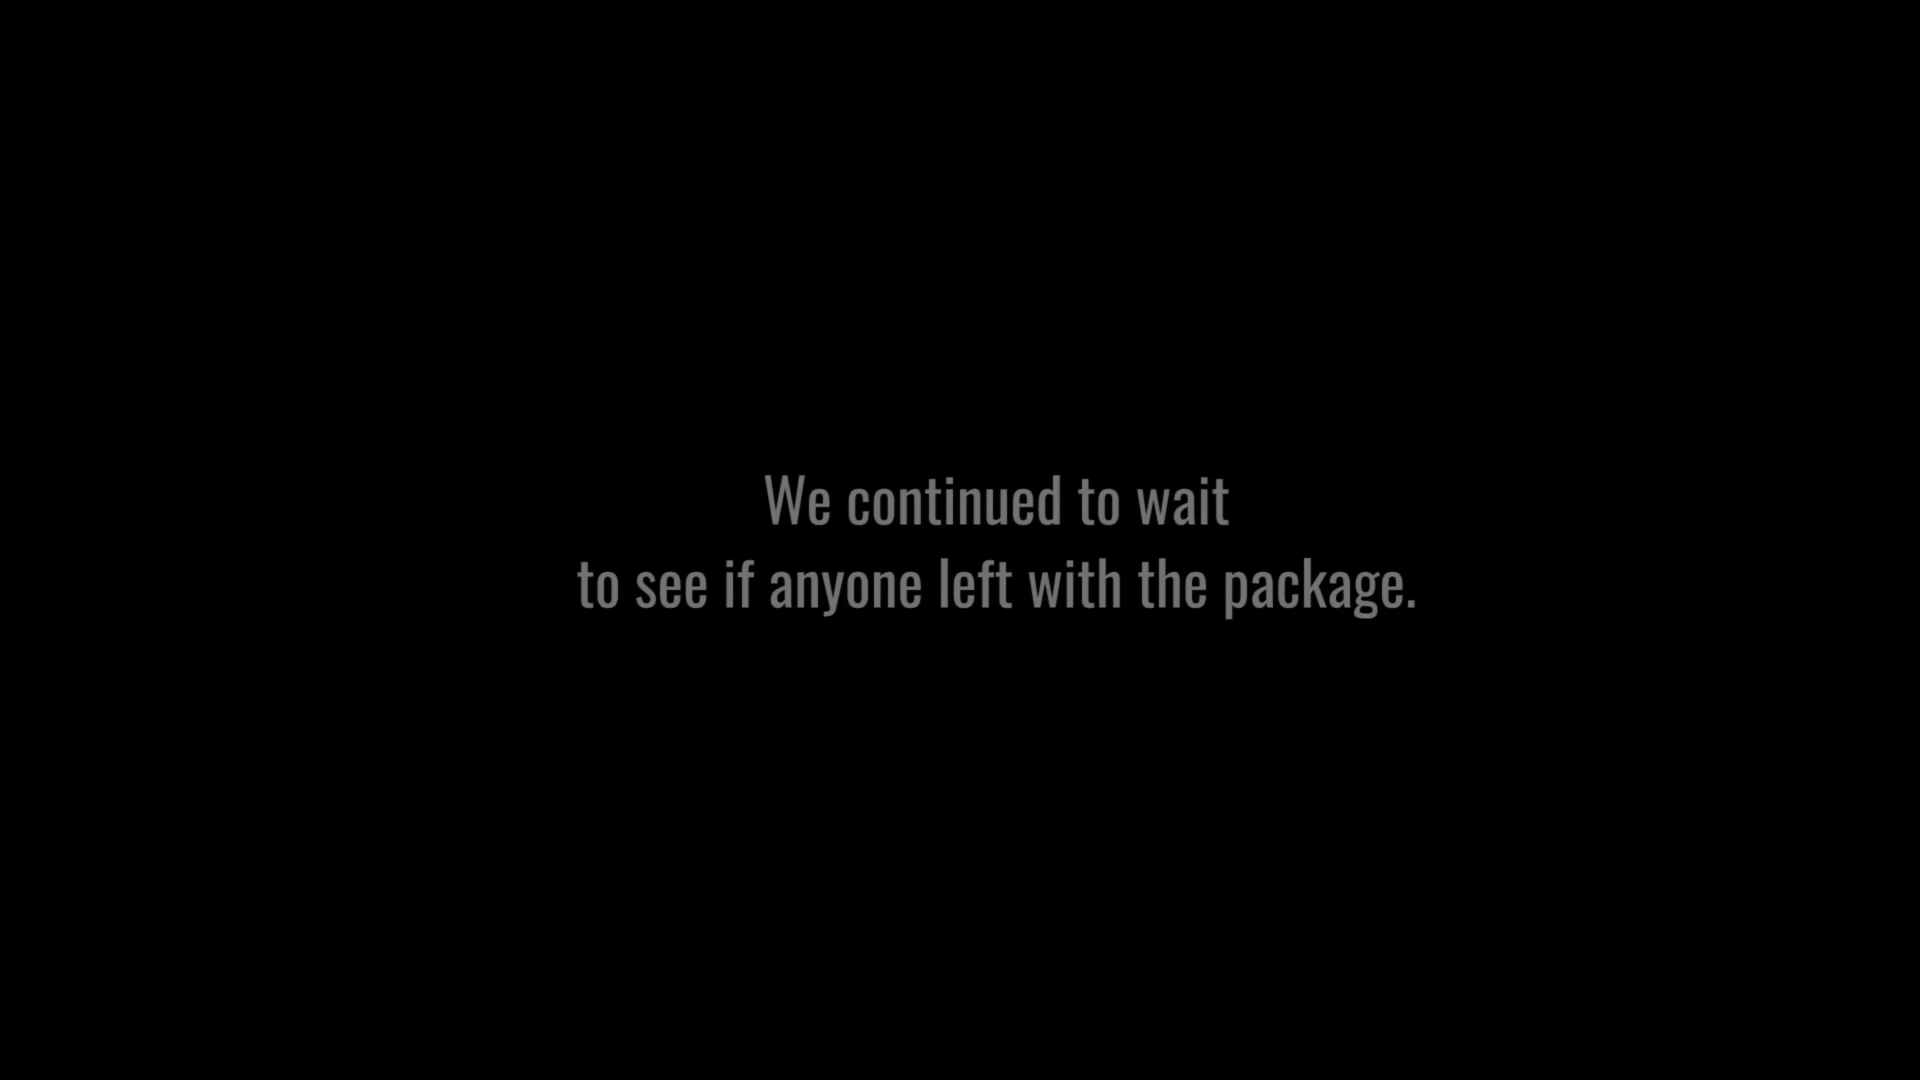 We continued to wait
to see if anyone left with the package.